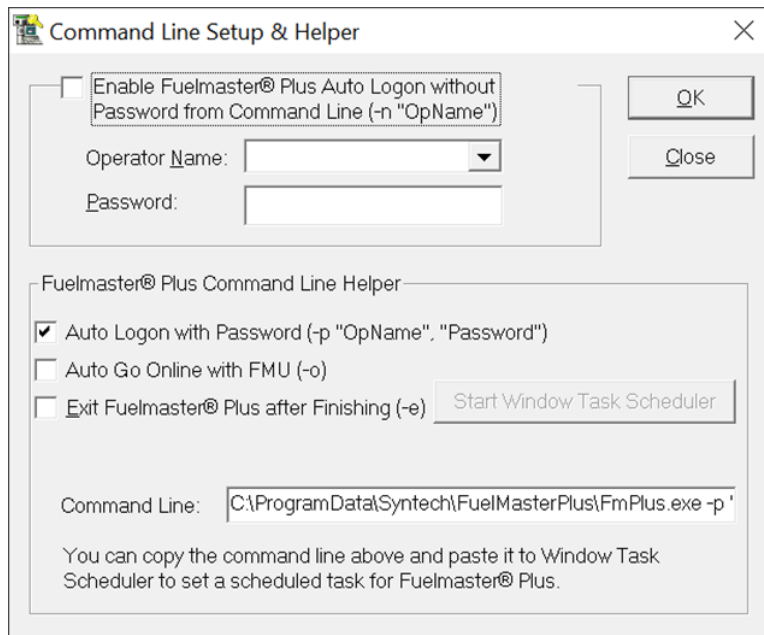 Command Line Setup & Helper
Enable Fuelmaster® Plus Auto Logon without
Password from Command Line (-n "OpName")
OK
Operator Name:
Close
Password:
Fuelmaster® Plus Command Line Helper
Auto Logon with Password (-p "OpName", "Password")
Auto Go Online with FMU (-o)
Exit Fuelmaster® Plus after Finishing (-e)
Start Window Task Scheduler
Command Line:
C:\ProgramData\Syntech\FuelMasterPlus\FmPlus.exe -p '
You can copy the command line above and paste it to Window Task
Scheduler to set a scheduled task for Fuelmaster® Plus.